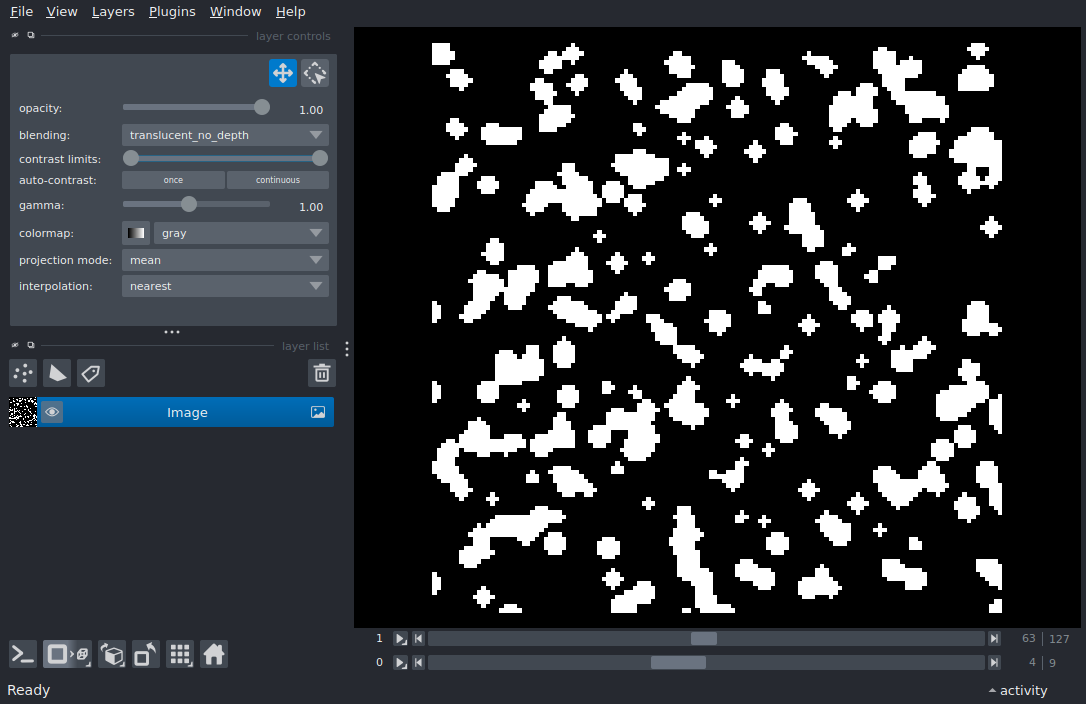 File View Layers Plugins Window Help
layer controls
opacity: 1.00
blending: translucent_no_depth
contrast limits:
auto-contrast: once continuous
gamma: 1.00
colormap: gray
projection mode: mean
interpolation: nearest
layer list
Image
1 63 127
0 4 9
Ready activity